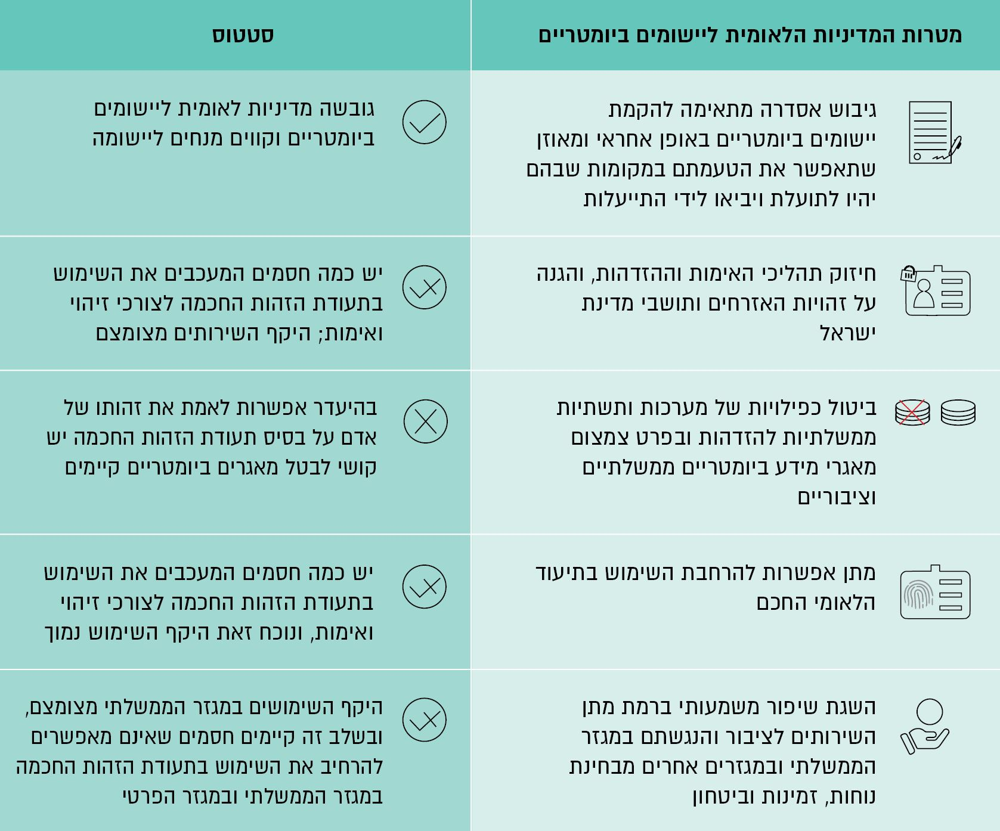 מטרות המדיניות הלאומית ליישומים ביומטריים
סטטוס
גיבוש אסדרה מתאימה להקמת
יישומים ביומטריים באופן אחראי ומאוזן
שתאפשר את הטעמתם במקומות שבהם
יהיו לתועלת ויביאו לידי התייעלות
גובשה מדיניות לאומית ליישומים
ביומטריים וקווים מנחים ליישומה
חיזוק תהליכי האימות וההזדהות, והגנה
על זהויות האזרחים ותושבי מדינת
ישראל
יש כמה חסמים המעכבים את השימוש
בתעודת הזהות החכמה לצורכי זיהוי
ואימות; היקף השירותים מצומצם
ביטול כפילויות של מערכות ותשתיות
ממשלתיות להזדהות ובפרט צמצום
מאגרי מידע ביומטריים ממשלתיים
וציבוריים
בהיעדר אפשרות לאמת את זהותו של
אדם על בסיס תעודת הזהות החכמה יש
קושי לבטל מאגרים ביומטריים קיימים
מתן אפשרות להרחבת השימוש בתיעוד
הלאומי החכם
יש כמה חסמים המעכבים את השימוש
בתעודת הזהות החכמה לצורכי זיהוי
ואימות, ונוכח זאת היקף השימוש נמוך
השגת שיפור משמעותי ברמת מתן
השירותים לציבור והנגשתם במגזר
הממשלתי ובמגזרים אחרים מבחינת
נוחות, זמינות וביטחון
היקף השימושים במגזר הממשלתי מצומצם,
ובשלב זה קיימים חסמים שאינם מאפשרים
להרחיב את השימוש בתעודת הזהות החכמה
במגזר הממשלתי ובמגזר הפרטי